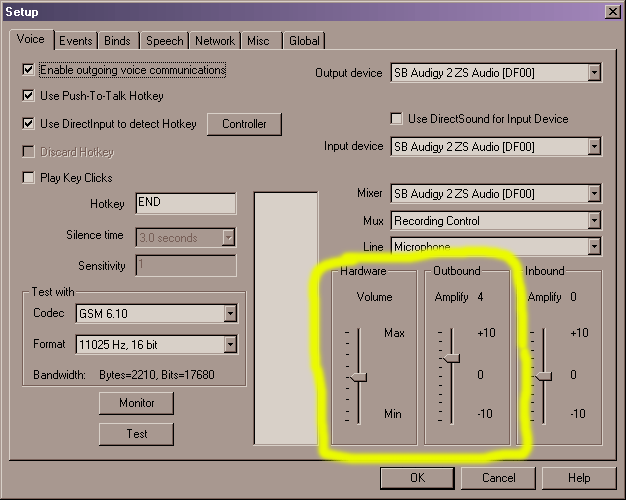 Setup
Voice Events Binds Speech Network Misc Global
Enable outgoing voice communications
Use Push-To-Talk Hotkey
Use DirectInput to detect Hotkey
Controller
Discard Hotkey
Play Key Clicks
Hotkey END
Silence time 3.0 seconds
Sensitivity 1
Test with
Codec GSM 6.10
Format 11025 Hz, 16 bit
Bandwidth: Bytes=2210, Bits=17680
Monitor
Test
Output device SB Audigy 2 ZS Audio [DF00]
Use DirectSound for Input Device
Input device SB Audigy 2 ZS Audio [DF00]
Mixer SB Audigy 2 ZS Audio [DF00]
Mux Recording Control
Line Microphone
Hardware
Volume
Max
Min
Outbound
Amplify 4
+10
0
-10
Inbound
Amplify 0
+10
0
-10
OK Cancel Help